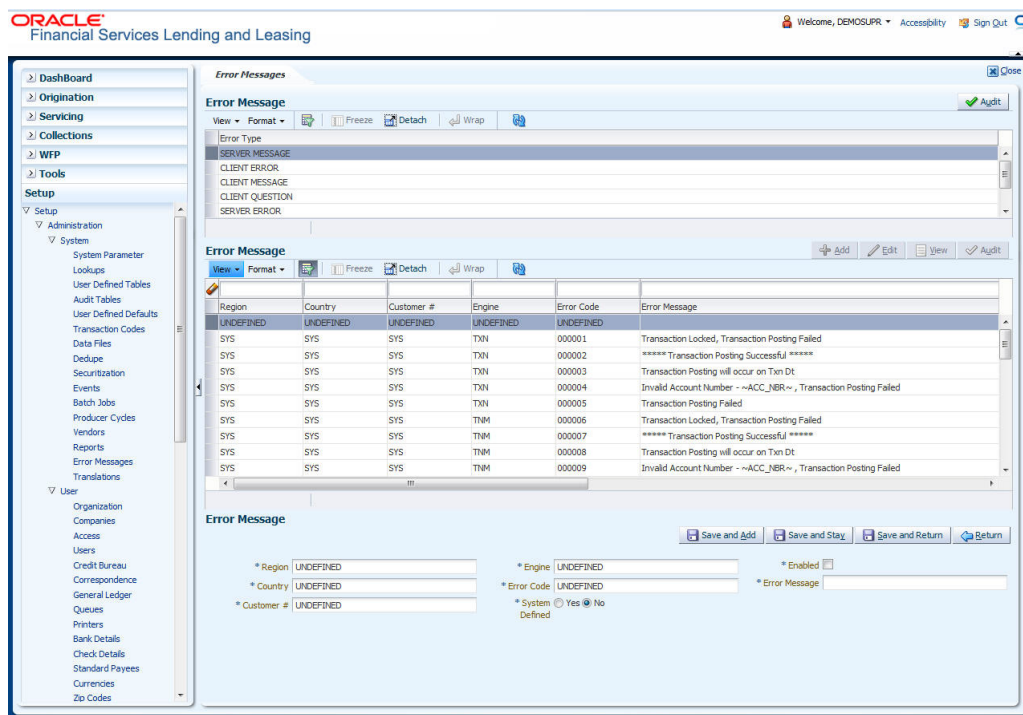 ORACLE
Financial Services Lending and Leasing
Welcome, DEMOSUPR
Accessibility
Sign Out
DashBoard
Origination
Servicing
Collections
WFP
Tools
Setup
Setup
Administration
System
System Parameter
Lookups
User Defined Tables
Audit Tables
User Defined Defaults
Transaction Codes
Data Files
Dedupe
Securitization
Events
Batch Jobs
Producer Cycles
Vendors
Reports
Error Messages
Translations
User
Organization
Companies
Access
Users
Credit Bureau
Correspondence
General Ledger
Queues
Printers
Bank Details
Check Details
Standard Payees
Currencies
Zip Codes
Error Messages
Close
Error Message
Audit
View Format Freeze Detach Wrap
Error Type
SERVER MESSAGE
CLIENT ERROR
CLIENT MESSAGE
CLIENT QUESTION
SERVER ERROR
Error Message
Add Edit View Audit
View Format Freeze Detach Wrap
Region Country Customer # Engine Error Code Error Message
UNDEFINED UNDEFINED UNDEFINED UNDEFINED UNDEFINED
SYS SYS SYS TXN 000001 Transaction Locked, Transaction Posting Failed
SYS SYS SYS TXN 000002 ***** Transaction Posting Successful *****
SYS SYS SYS TXN 000003 Transaction Posting will occur on Txn Dt
SYS SYS SYS TXN 000004 Invalid Account Number - ~ACC_NBR~ , Transaction Posting Failed
SYS SYS SYS TXN 000005 Transaction Posting Failed
SYS SYS SYS TNM 000006 Transaction Locked, Transaction Posting Failed
SYS SYS SYS TNM 000007 ***** Transaction Posting Successful *****
SYS SYS SYS TNM 000008 Transaction Posting will occur on Txn Dt
SYS SYS SYS TNM 000009 Invalid Account Number - ~ACC_NBR~ , Transaction Posting Failed
Error Message
Save and Add Save and Stay Save and Return Return
* Region UNDEFINED * Engine UNDEFINED * Enabled
* Country UNDEFINED * Error Code UNDEFINED * Error Message
* Customer # UNDEFINED * System Defined Yes No